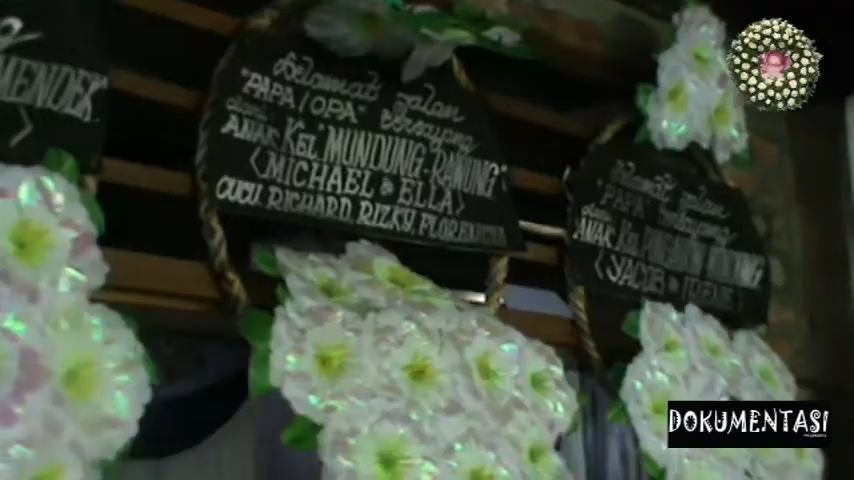 MENDEK
Selamat jalan
"PAPA/OPA" tersayang
dari
ANAK KEL "MUNDUNG-RANUNG"
(MICHAEL & ELLA)
CUCU. RICHARD, RIZKY, FLORENCIA
Selamat jalan
"PAPA" tersayang
dari
ANAK KEL
(YACOB & IRENE)
DOKUMENTASI